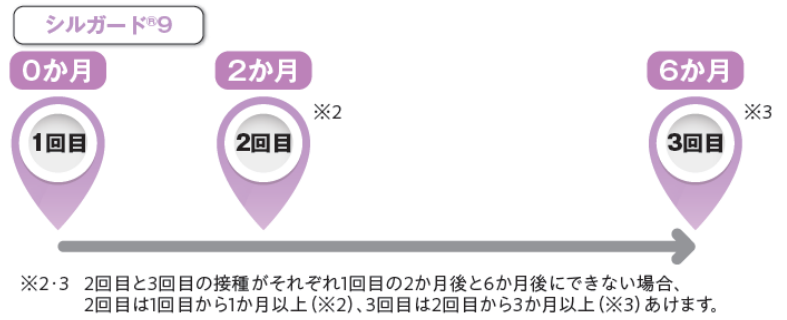 シルガード®9
0か月 2か月 6か月
1回目 2回目 ※2 3回目 ※3
※2・3 2回目と3回目の接種がそれぞれ1回目の2か月後と6か月後にできない場合、
2回目は1回目から1か月以上(※2)、3回目は2回目から3か月以上(※3)あけます。